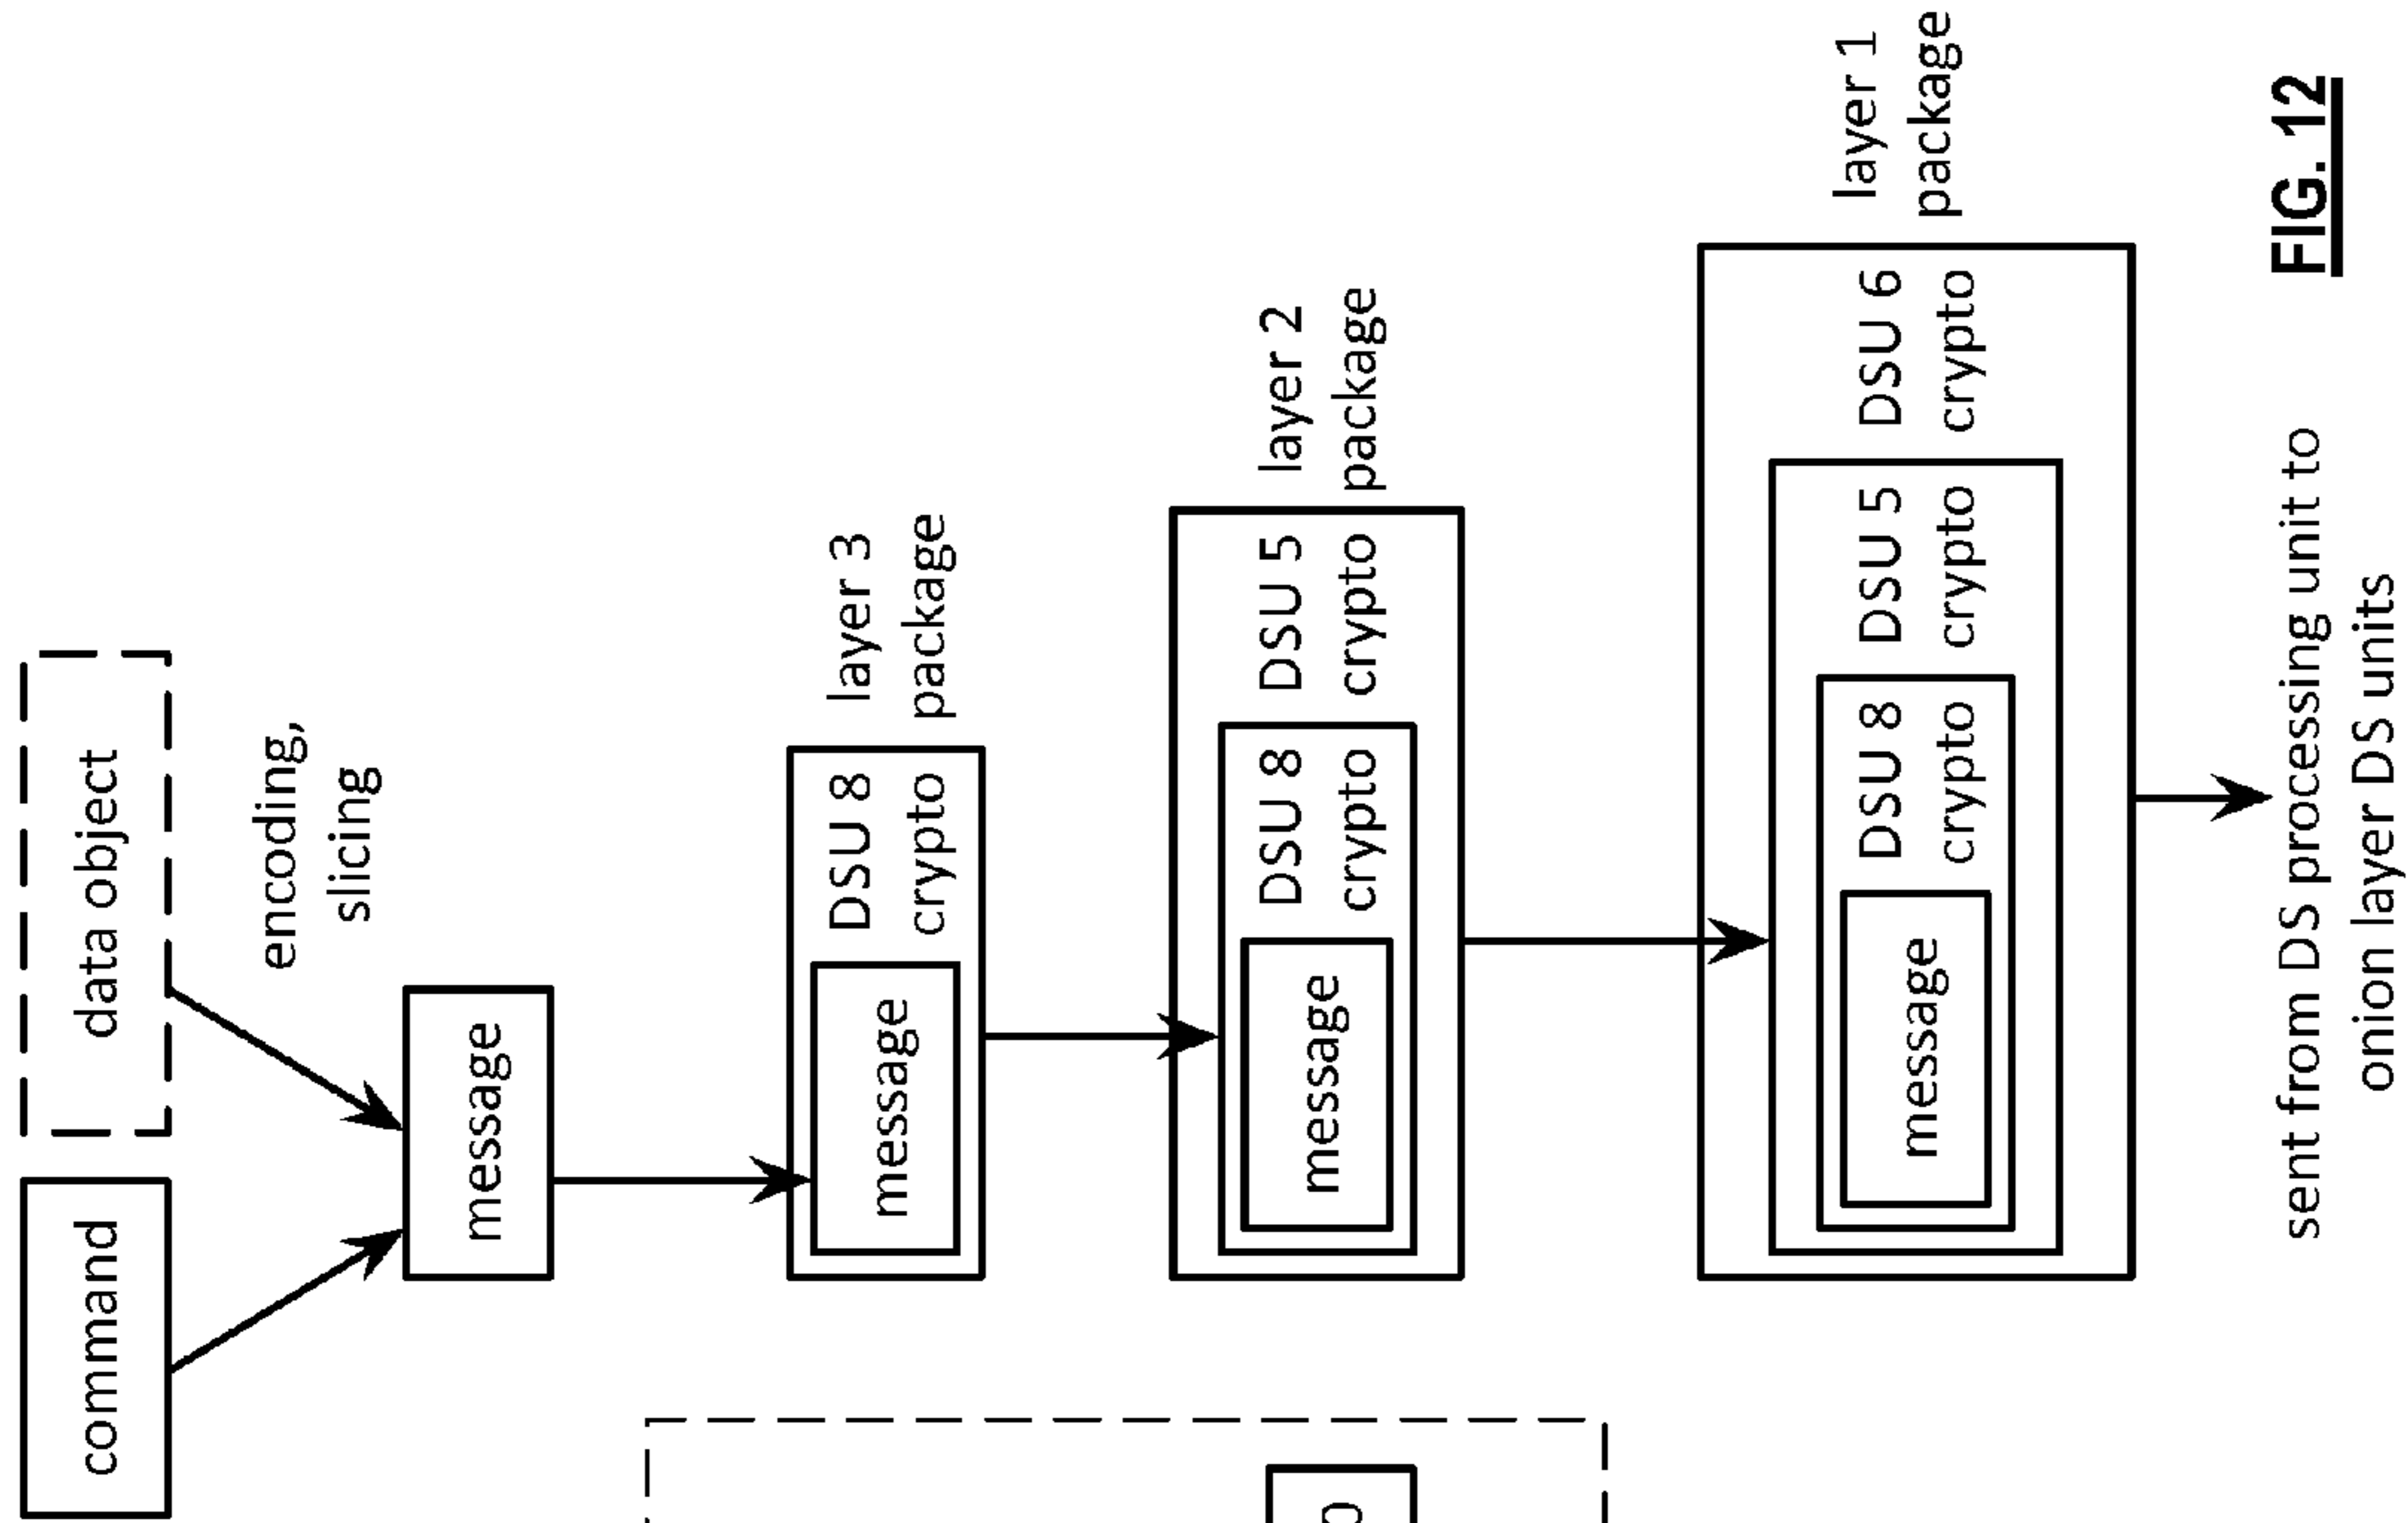 command
data object
encoding,
slicing
message
layer 3
package
message
DSU 8
crypto
layer 2
package
message
DSU 8
crypto
DSU 5
crypto
layer 1
package
message
DSU 8
crypto
DSU 5
crypto
DSU 6
crypto
sent from DS processing unit to
onion layer DS units
FIG. 12